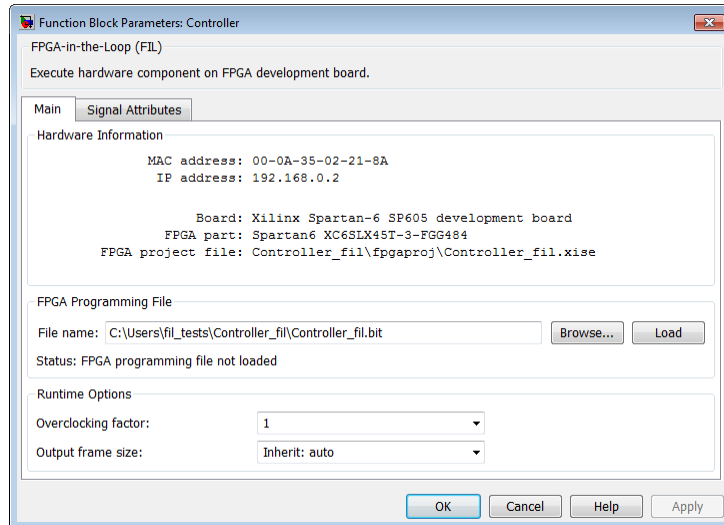 Function Block Parameters: Controller
FPGA-in-the-Loop (FIL)
Execute hardware component on FPGA development board.
Main Signal Attributes
Hardware Information
MAC address: 00-0A-35-02-21-8A
IP address: 192.168.0.2
Board: Xilinx Spartan-6 SP605 development board
FPGA part: Spartan6 XC6SLX45T-3-FGG484
FPGA project file: Controller_fil\fpgaproj\Controller_fil.xise
FPGA Programming File
File name: C:\Users\fil_tests\Controller_fil\Controller_fil.bit Browse... Load
Status: FPGA programming file not loaded
Runtime Options
Overclocking factor: 1
Output frame size: Inherit: auto
OK Cancel Help Apply